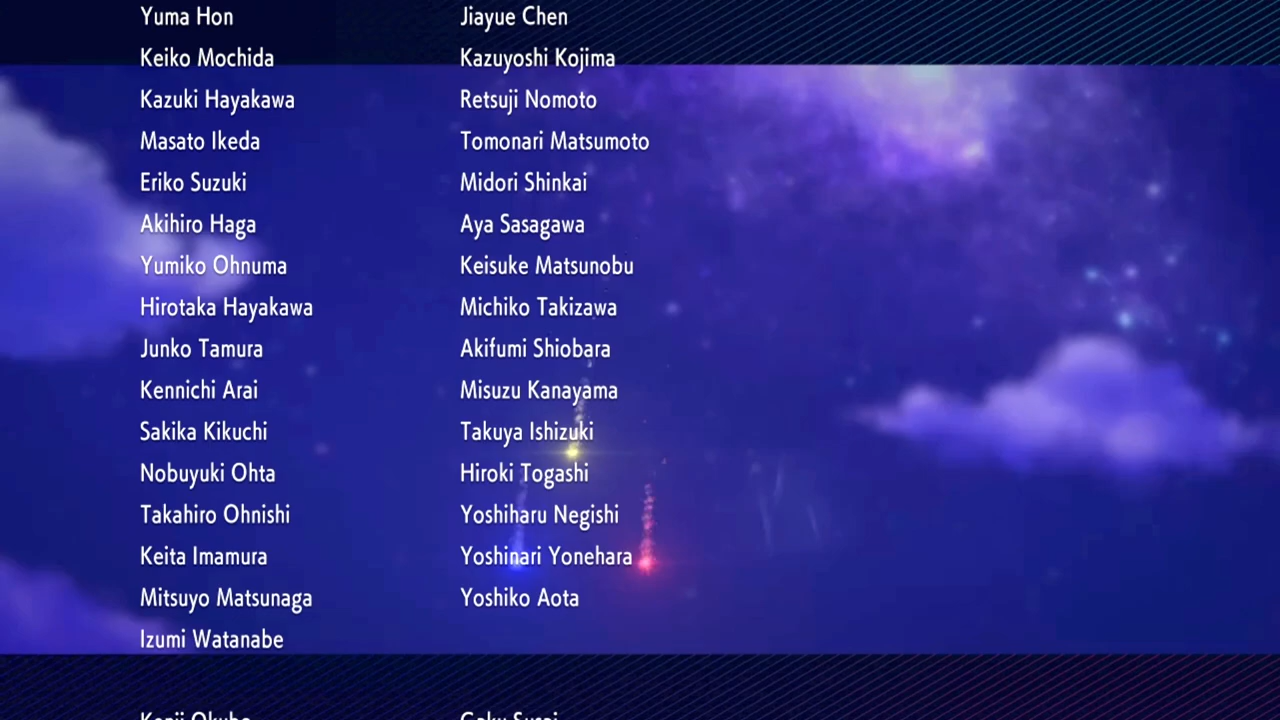 Yuma Hon Jiayue Chen
Keiko Mochida Kazuyoshi Kojima
Kazuki Hayakawa Retsuji Nomoto
Masato Ikeda Tomonari Matsumoto
Eriko Suzuki Midori Shinkai
Akihiro Haga Aya Sasagawa
Yumiko Ohnuma Keisuke Matsunobu
Hirotaka Hayakawa Michiko Takizawa
Junko Tamura Akifumi Shiobara
Kennichi Arai Misuzu Kanayama
Sakika Kikuchi Takuya Ishizuki
Nobuyuki Ohta Hiroki Togashi
Takahiro Ohnishi Yoshiharu Negishi
Keita Imamura Yoshinari Yonehara
Mitsuyo Matsunaga Yoshiko Aota
Izumi Watanabe